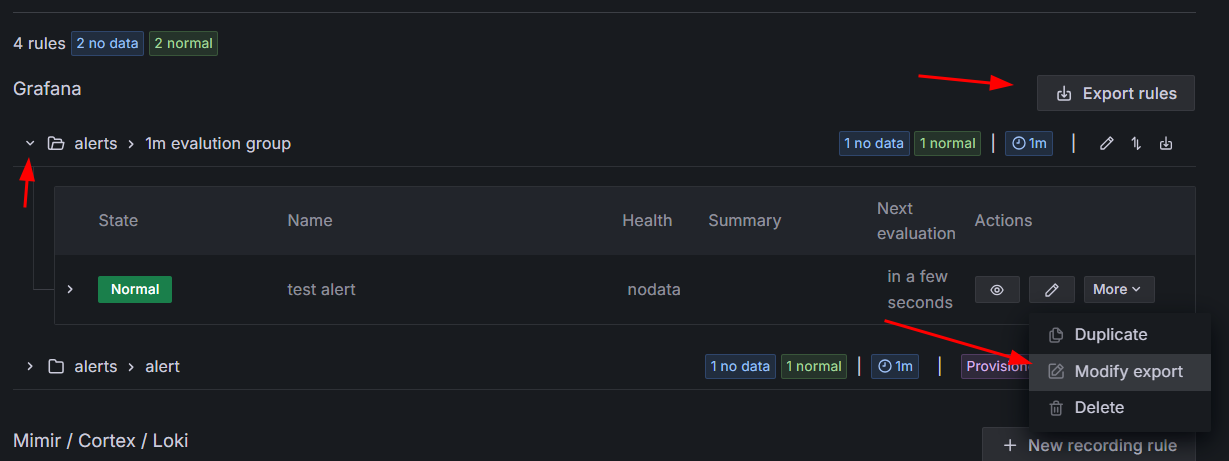 4 rules 2 no data 2 normal
Grafana
Export rules
alerts > 1m evalution group 1 no data 1 normal | 1m |
State Name Health Summary Next evaluation Actions
Normal test alert nodata in a few seconds More
Duplicate
alerts > alert 1 no data 1 normal | 1m | Provision
Modify export
Delete
Mimir / Cortex / Loki
+ New recording rule